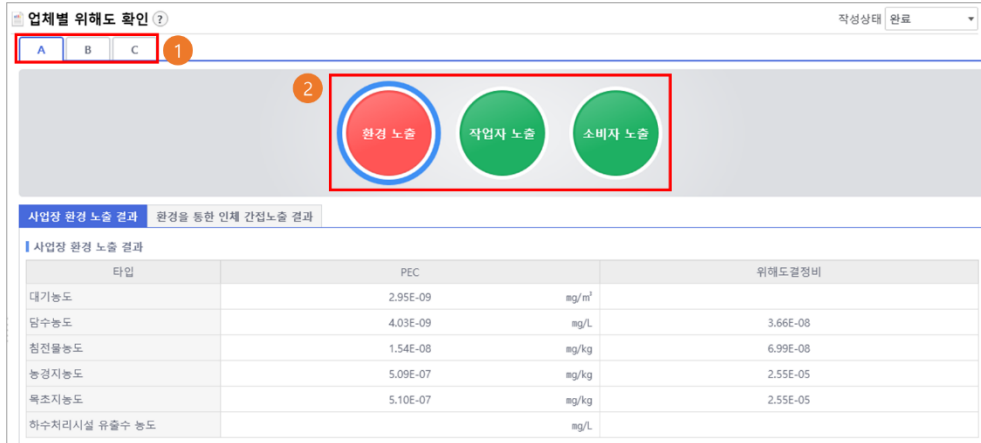 업체별 위해도 확인 ? 작성상태 완료
A B C 1
2
환경 노출 작업자 노출 소비자 노출
사업장 환경 노출 결과 환경을 통한 인체 간접노출 결과
사업장 환경 노출 결과
타입 PEC 위해도결정비
대기농도 2.95E-09 mg/m³
담수농도 4.03E-09 mg/L 3.66E-08
침전물농도 1.54E-08 mg/kg 6.99E-08
농경지농도 5.09E-07 mg/kg 2.55E-05
목초지농도 5.10E-07 mg/kg 2.55E-05
하수처리시설 유출수 농도 mg/L